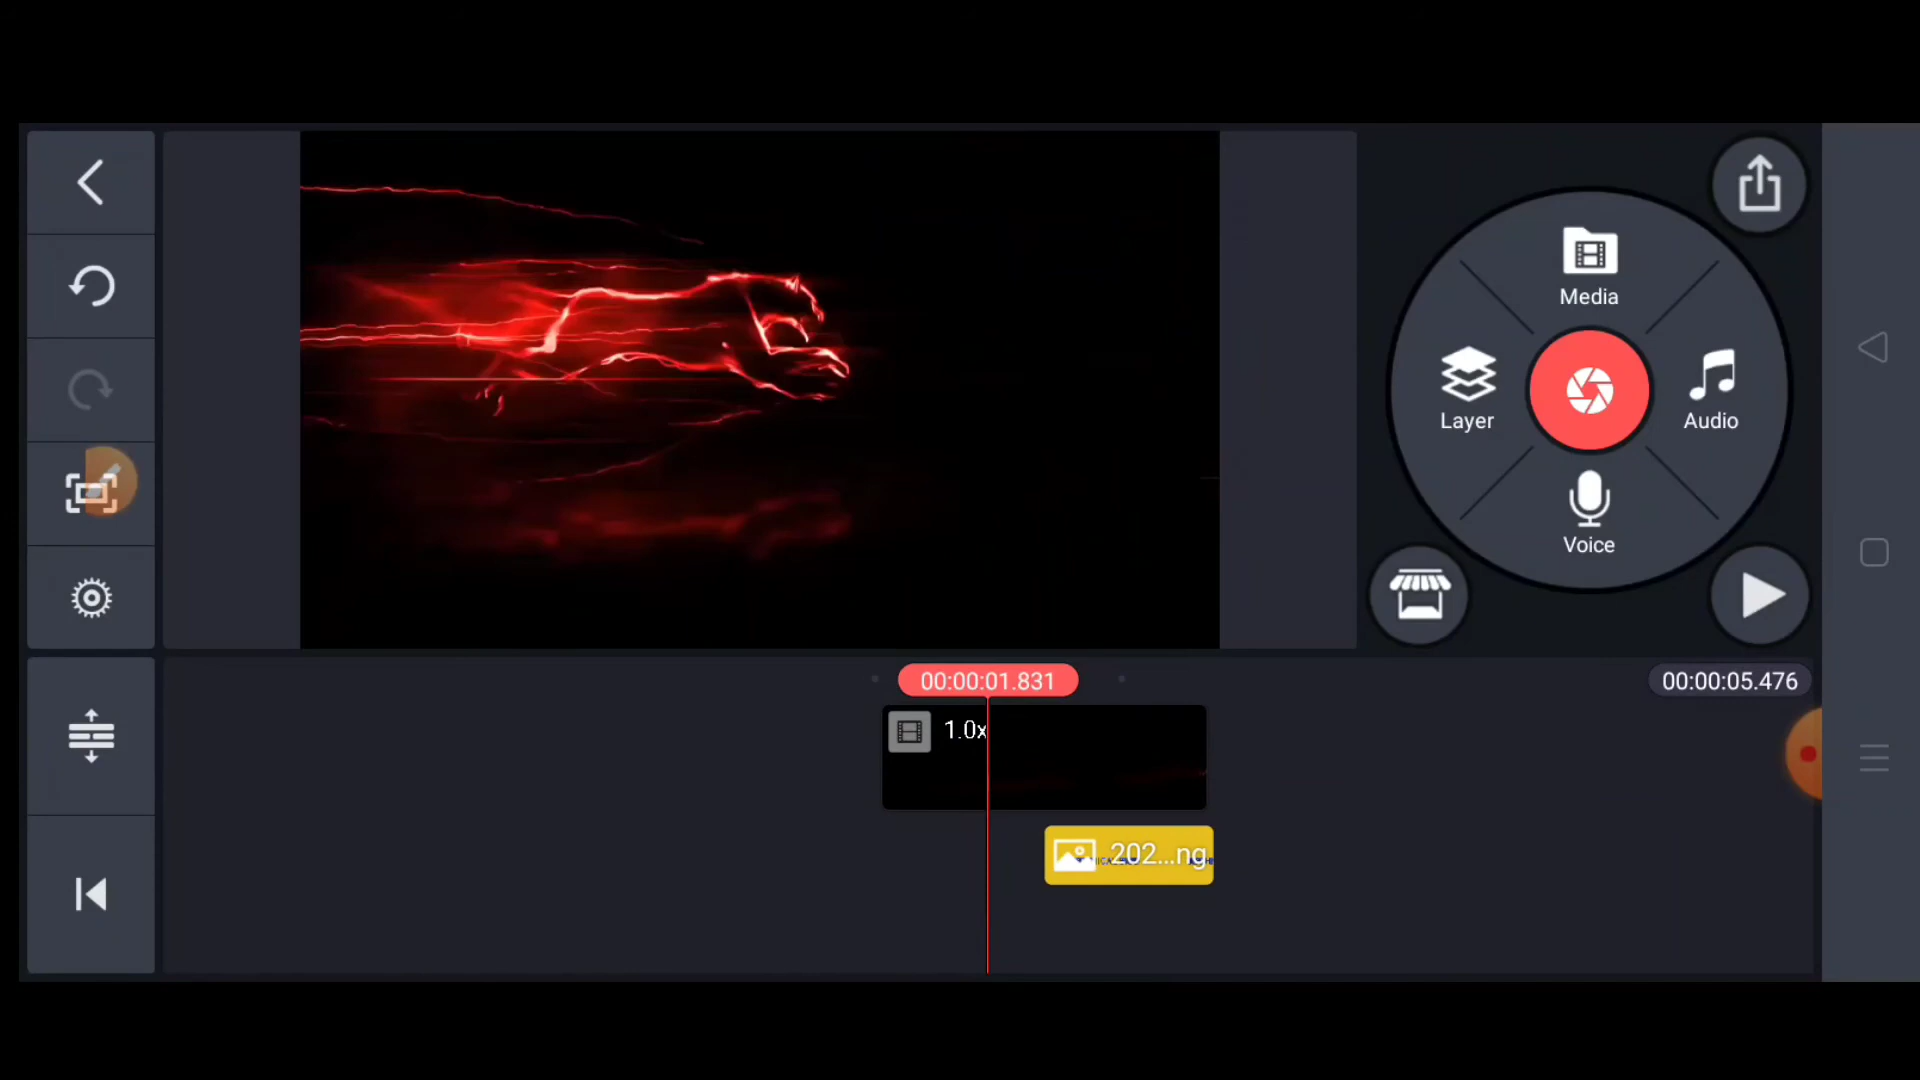 Media
Layer
Audio
Voice
00:00:01.831
00:00:05.476
1.0x
202...ng